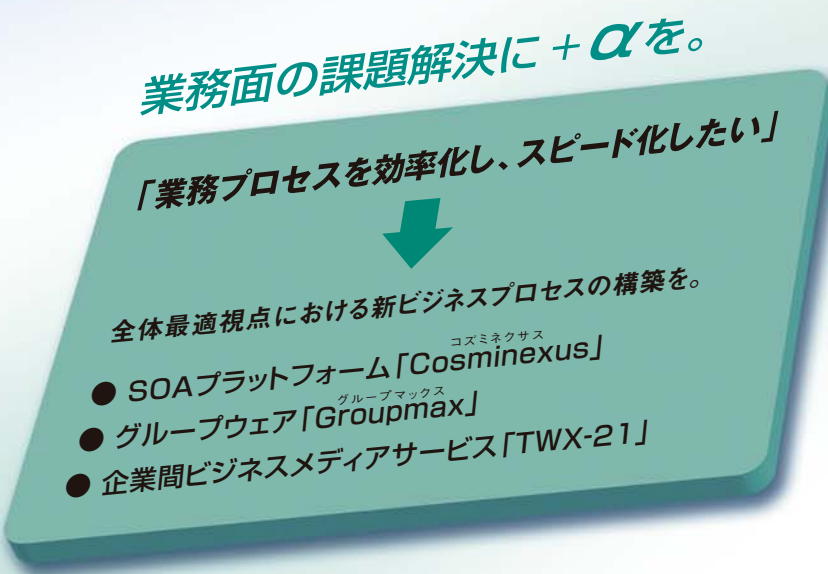 業務面の課題解決に+αを。
「業務プロセスを効率化し、スピード化したい」
全体最適視点における新ビジネスプロセスの構築を。
コズミネクサス
● SOAプラットフォーム「Cosminexus」
グループマックス
● グループウェア「Groupmax」
● 企業間ビジネスメディアサービス「TWX-21」